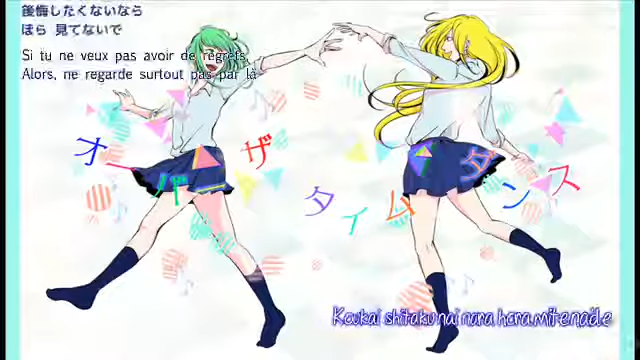 後悔したくないなら
ほら 見てないで
Si tu ne veux pas avoir de regrets
Alors, ne regarde surtout pas par là
オーバーザ
タイムダンス
Koukai shitakunai nara hora mitenaide